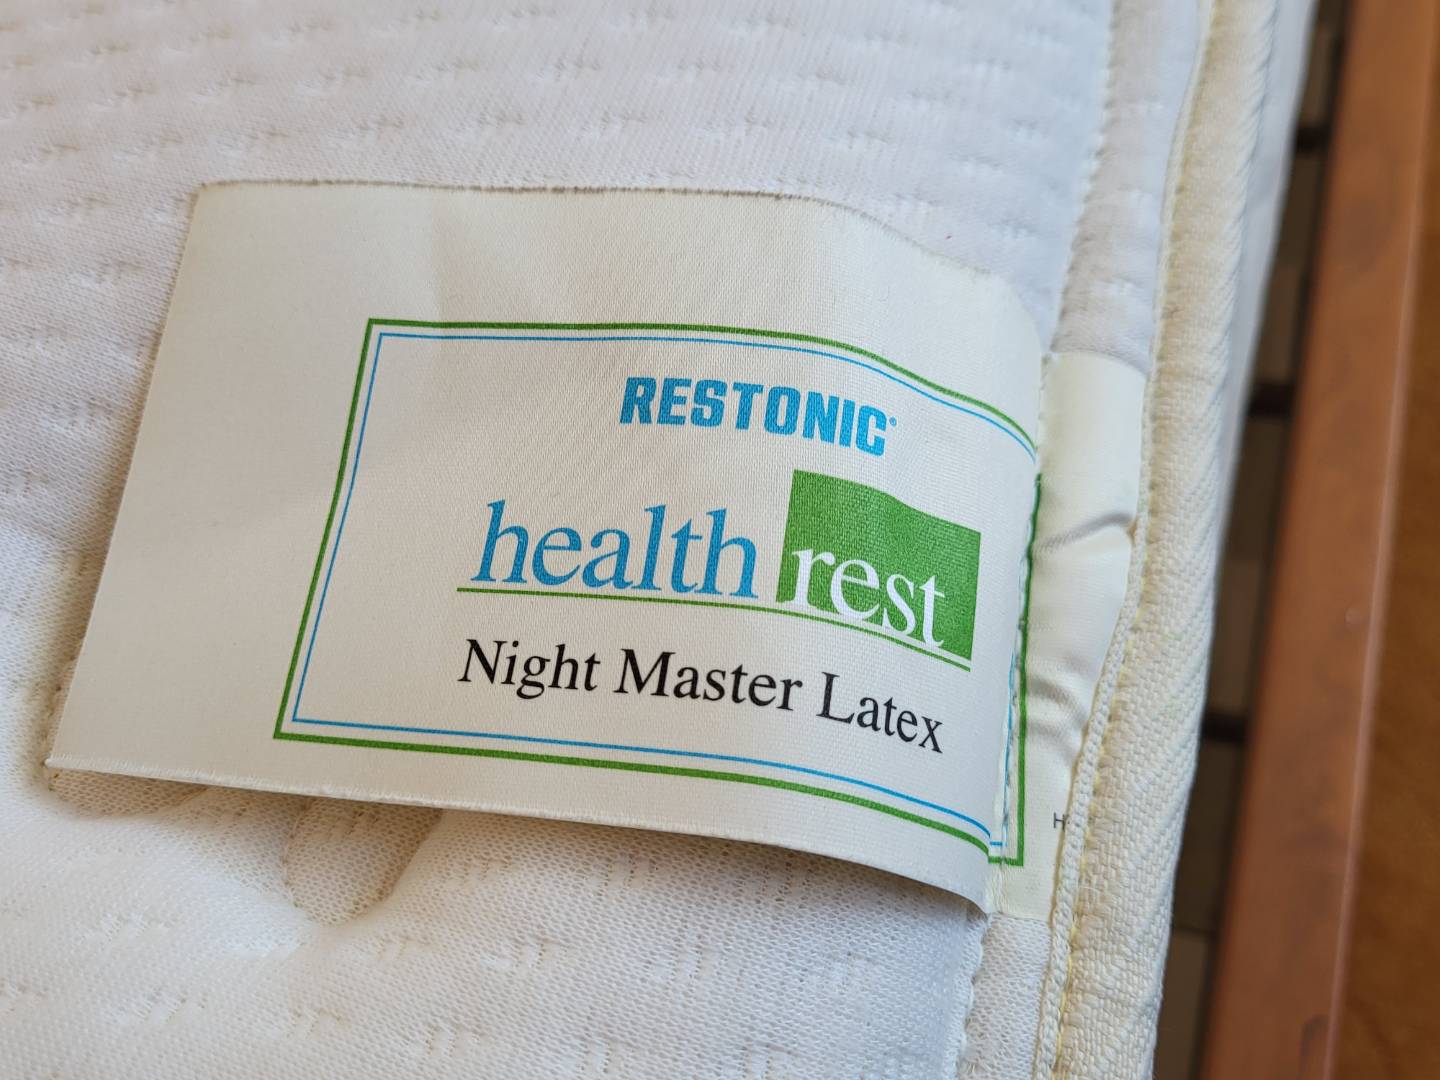 RESTONIC®
health rest
Night Master Latex